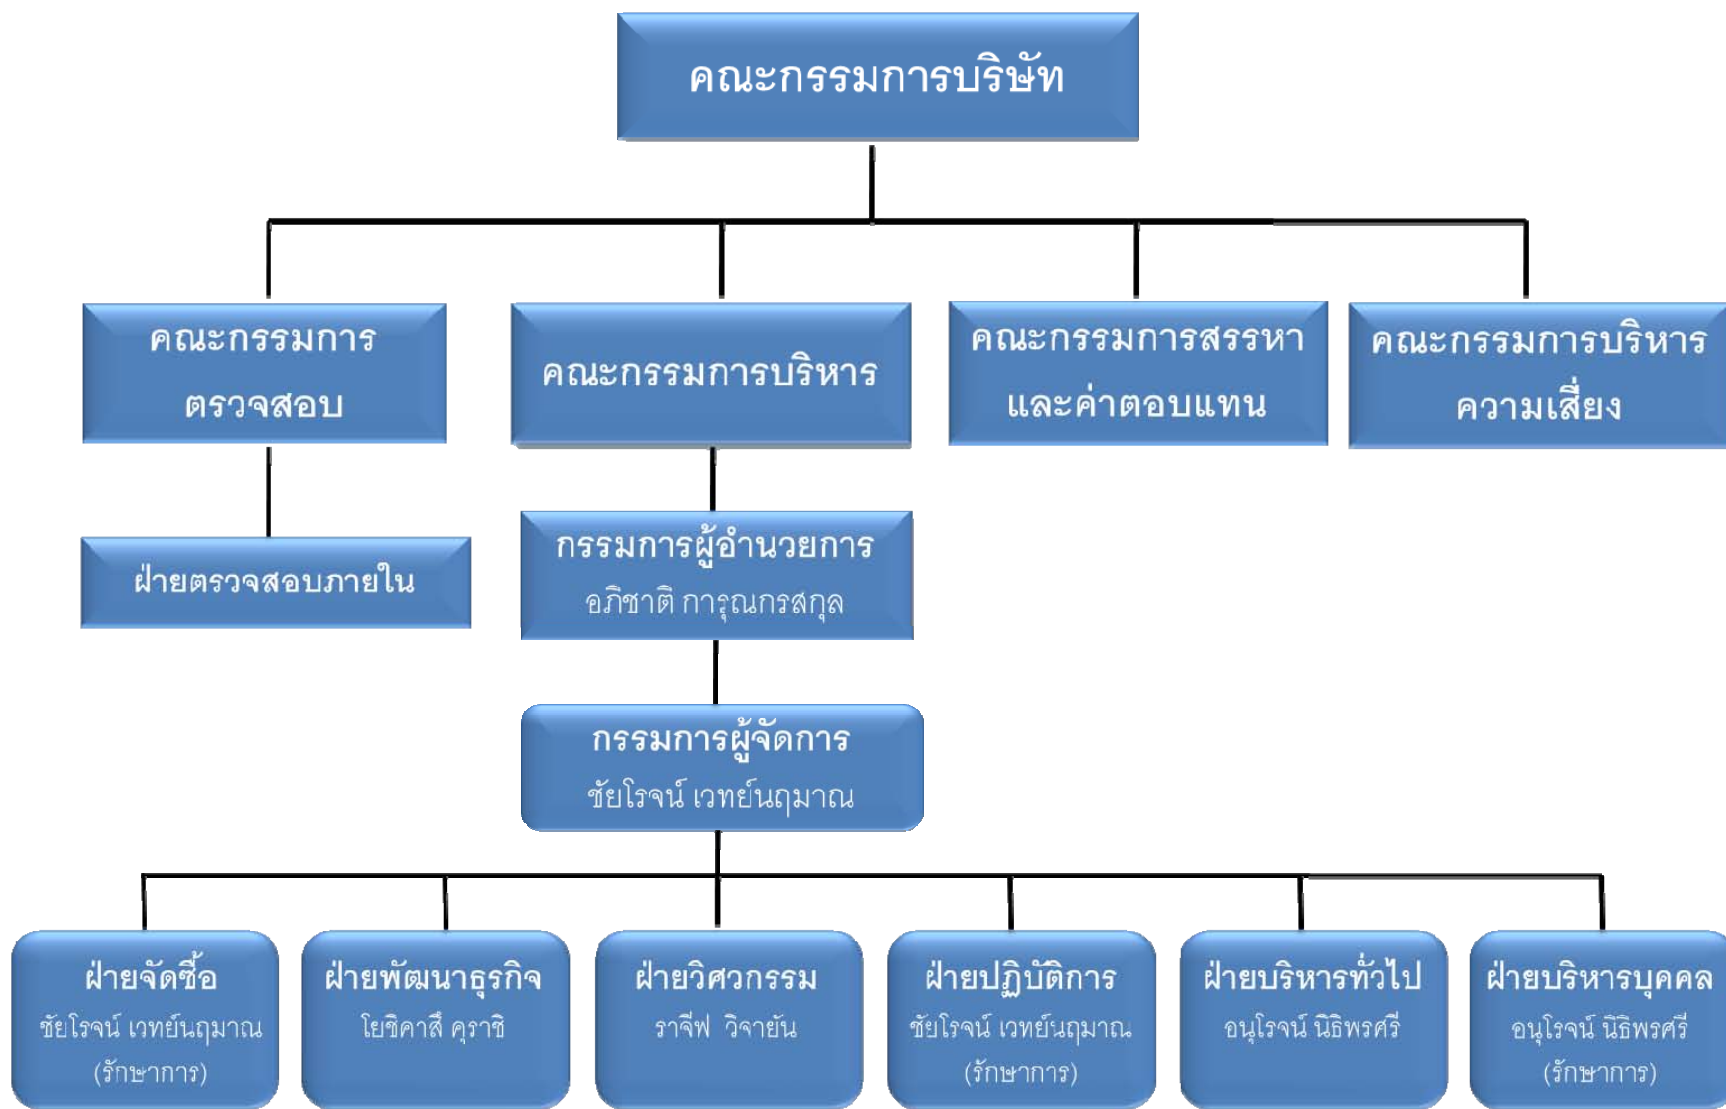 คณะกรรมการบริษัท
คณะกรรมการ
ตรวจสอบ
คณะกรรมการบริหาร
คณะกรรมการสรรหา
และค่าตอบแทน
คณะกรรมการบริหาร
ความเสี่ยง
ฝ่ายตรวจสอบภายใน
กรรมการผู้อำนวยการ
อภิชาติ การุณกรสกุล
กรรมการผู้จัดการ
ชัยโรจน์ เวทย์นฤมาณ
ฝ่ายจัดซื้อ
ชัยโรจน์ เวทย์นฤมาณ
(รักษาการ)
ฝ่ายพัฒนาธุรกิจ
โยชิคาสึ คุราชิ
ฝ่ายวิศวกรรม
ราจีฟ วิจายัน
ฝ่ายปฏิบัติการ
ชัยโรจน์ เวทย์นฤมาณ
(รักษาการ)
ฝ่ายบริหารทั่วไป
อนุโรจน์ นิธิพรศรี
ฝ่ายบริหารบุคคล
อนุโรจน์ นิธิพรศรี
(รักษาการ)